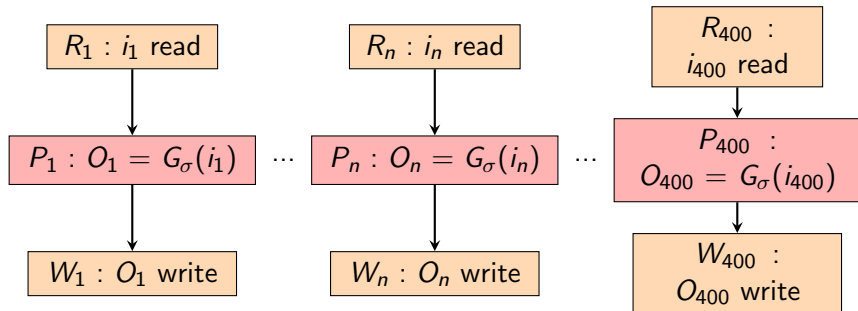 R₁ : i₁ read
Rₙ : iₙ read
R₄₀₀ :
i₄₀₀ read
P₁ : O₁ = G_σ(i₁)
...
Pₙ : Oₙ = G_σ(iₙ)
...
P₄₀₀ :
O₄₀₀ = G_σ(i₄₀₀)
W₁ : O₁ write
Wₙ : Oₙ write
W₄₀₀ :
O₄₀₀ write